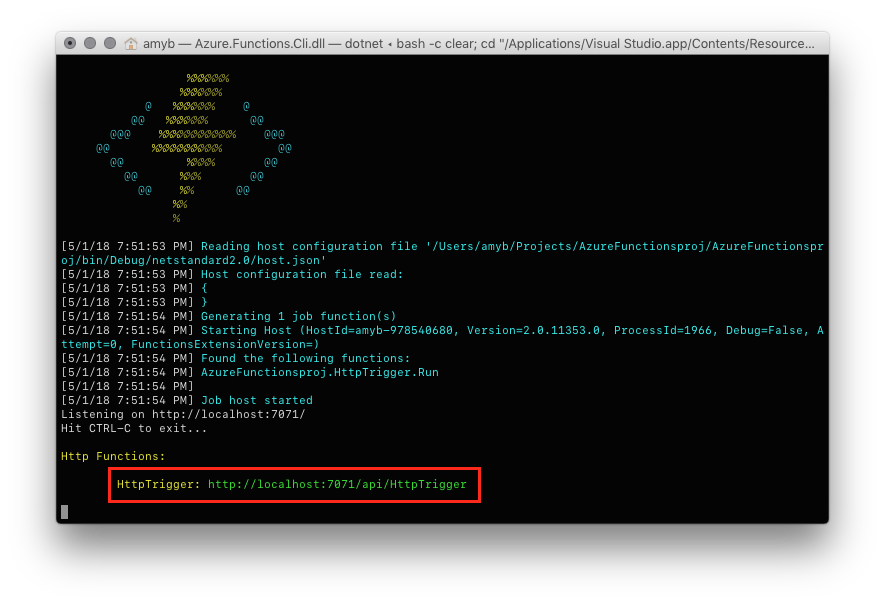 amyb — Azure.Functions.Cli.dll — dotnet ◂ bash -c clear; cd "/Applications/Visual Studio.app/Contents/Resource...
%%%%%%
%%%%%%
@   %%%%%%    @
@@   %%%%%%      @@
@@@    %%%%%%%%%%%    @@@
@@      %%%%%%%%%%        @@
@@         %%%%       @@
@@      %%%       @@
@@    %%      @@
%%
%
[5/1/18 7:51:53 PM] Reading host configuration file '/Users/amyb/Projects/AzureFunctionsproj/AzureFunctionspr
oj/bin/Debug/netstandard2.0/host.json'
[5/1/18 7:51:53 PM] Host configuration file read:
[5/1/18 7:51:53 PM] {
[5/1/18 7:51:53 PM] }
[5/1/18 7:51:54 PM] Generating 1 job function(s)
[5/1/18 7:51:54 PM] Starting Host (HostId=amyb-978540680, Version=2.0.11353.0, ProcessId=1966, Debug=False, A
ttempt=0, FunctionsExtensionVersion=)
[5/1/18 7:51:54 PM] Found the following functions:
[5/1/18 7:51:54 PM] AzureFunctionsproj.HttpTrigger.Run
[5/1/18 7:51:54 PM]
[5/1/18 7:51:54 PM] Job host started
Listening on http://localhost:7071/
Hit CTRL-C to exit...
Http Functions:
HttpTrigger: http://localhost:7071/api/HttpTrigger